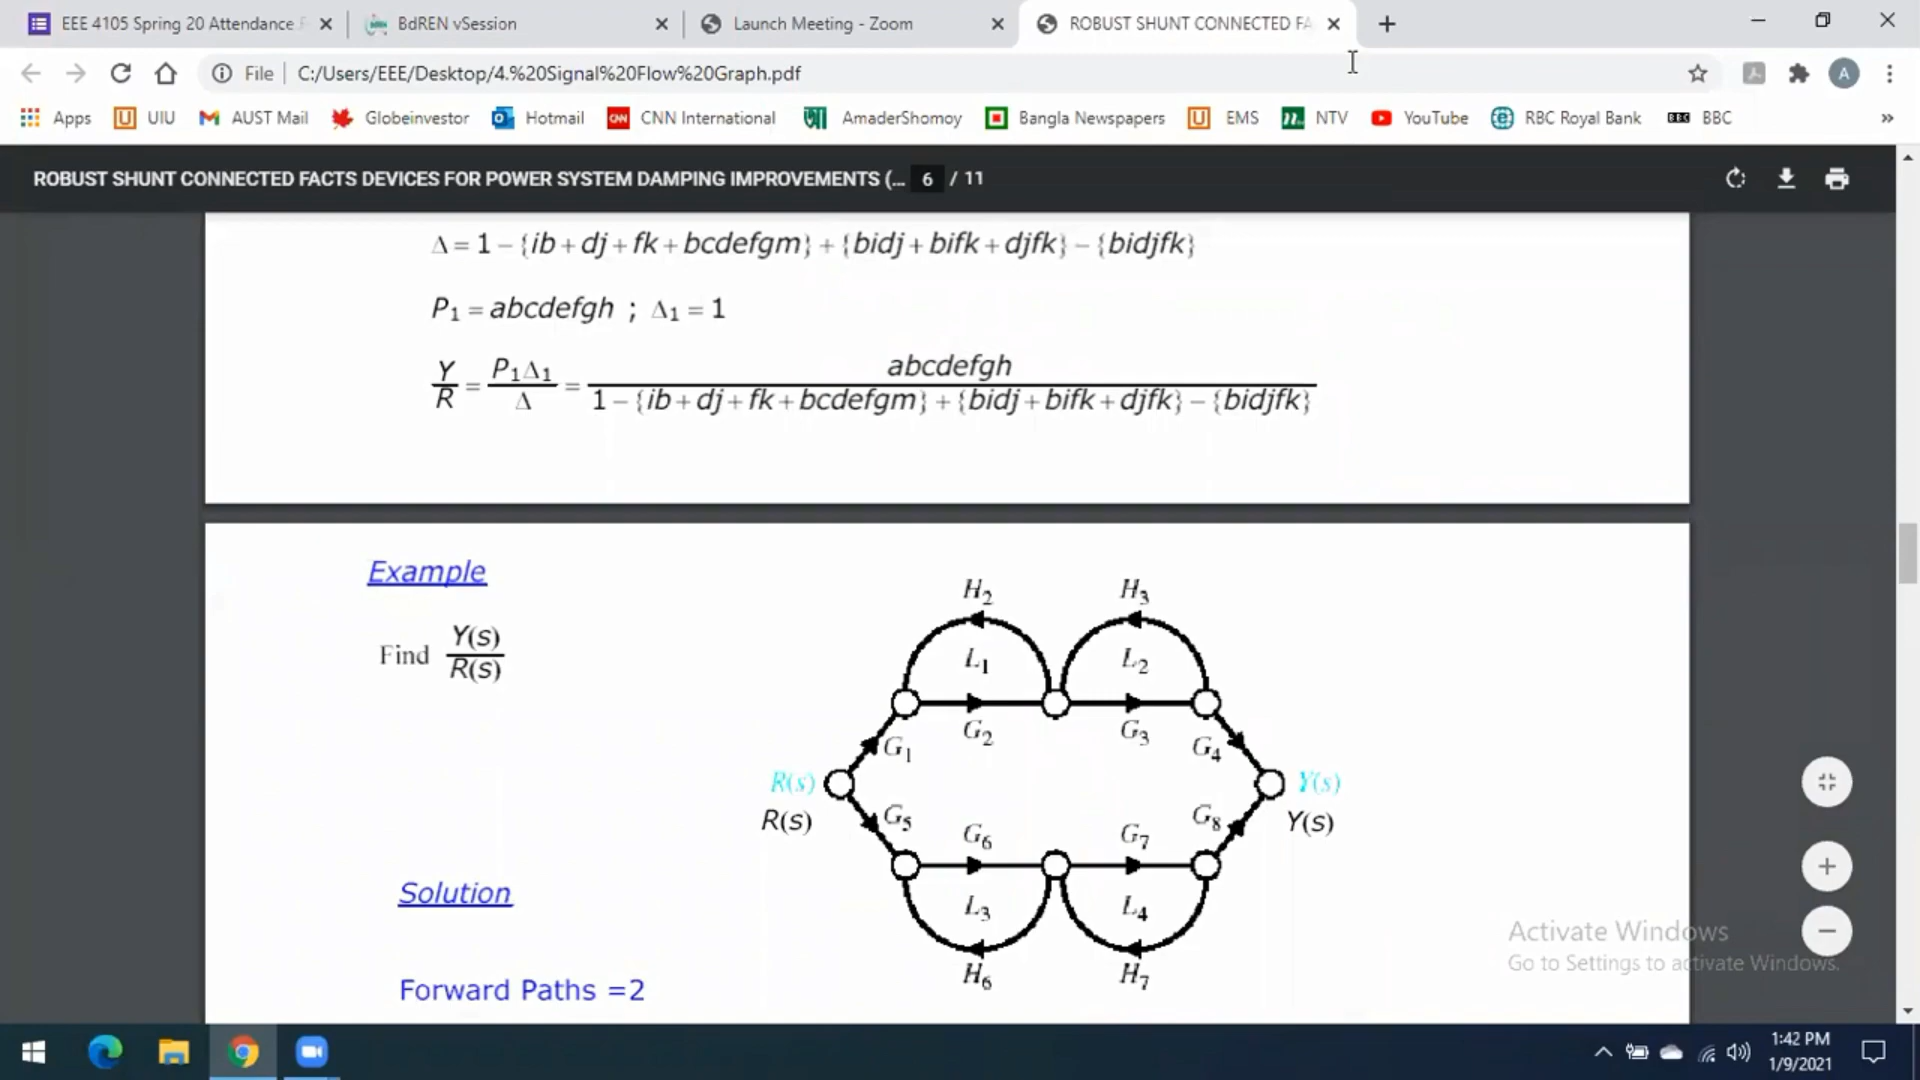 EEE 4105 Spring 20 Attendance
BdREN vSession
Launch Meeting - Zoom
ROBUST SHUNT CONNECTED FA
File
C:/Users/EEE/Desktop/4.%20Signal%20Flow%20Graph.pdf
A
Apps
UIU
AUST Mail
Globeinvestor
Hotmail
CNN International
AmaderShomoy
Bangla Newspapers
EMS
NTV
YouTube
RBC Royal Bank
BBC
»
ROBUST SHUNT CONNECTED FACTS DEVICES FOR POWER SYSTEM DAMPING IMPROVEMENTS (... 6 / 11
Δ = 1 − {ib + dj + fk + bcdefgm} + {bidj + bifk + djfk} − {bidjfk}
P1 = abcdefgh ; Δ1 = 1
Y/R = P1Δ1/Δ = abcdefgh / 1 − {ib + dj + fk + bcdefgm} + {bidj + bifk + djfk} − {bidjfk}
Example
Find Y(s)/R(s)
H2 H3
L1 L2
G2 G3
G1 G4
R(s) Y(s)
R(s) Y(s)
G5 G8
G6 G7
L3 L4
H6 H7
Solution
Forward Paths =2
Activate Windows
Go to Settings to activate Windows.
1:42 PM
1/9/2021